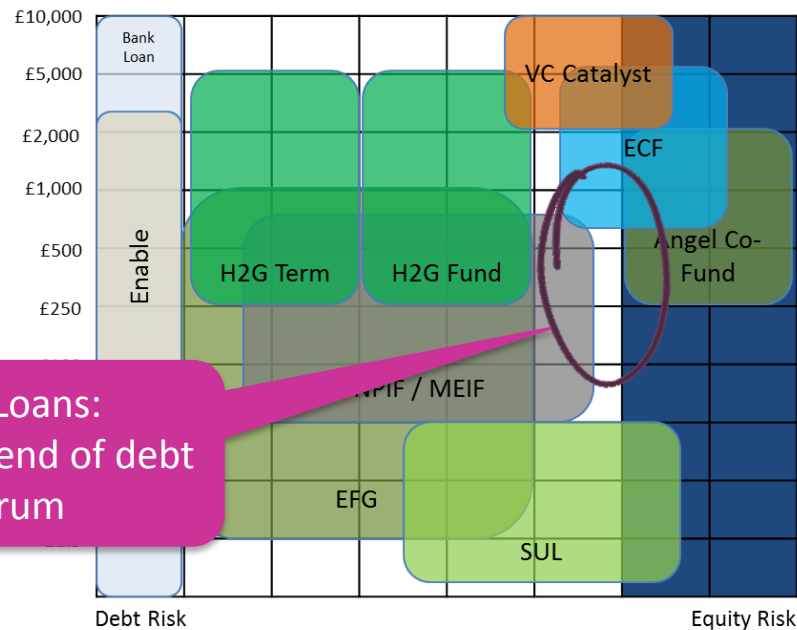 £10,000
Bank
Loan
£5,000
VC Catalyst
£2,000
ECF
£1,000
£500
Enable
H2G Term
H2G Fund
Angel Co-
Fund
£250
Loans:
NPIF / MEIF
end of debt
EFG
SUL
Debt Risk
Equity Risk